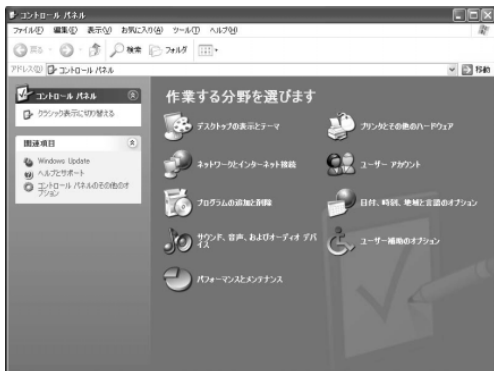 コントロール パネル
ファイル(F) 編集(E) 表示(V) お気に入り(A) ツール(T) ヘルプ(H)
戻る 検索 フォルダ
アドレス(D) コントロール パネル 移動
コントロール パネル
クラシック表示に切り替える
関連項目
Windows Update
ヘルプとサポート
コントロール パネルのその他のオプション
作業する分野を選びます
デスクトップの表示とテーマ
プリンタとその他のハードウェア
ネットワークとインターネット接続
ユーザー アカウント
プログラムの追加と削除
日付、時刻、地域と言語のオプション
サウンド、音声、およびオーディオ デバ
イス
ユーザー補助のオプション
パフォーマンスとメンテナンス